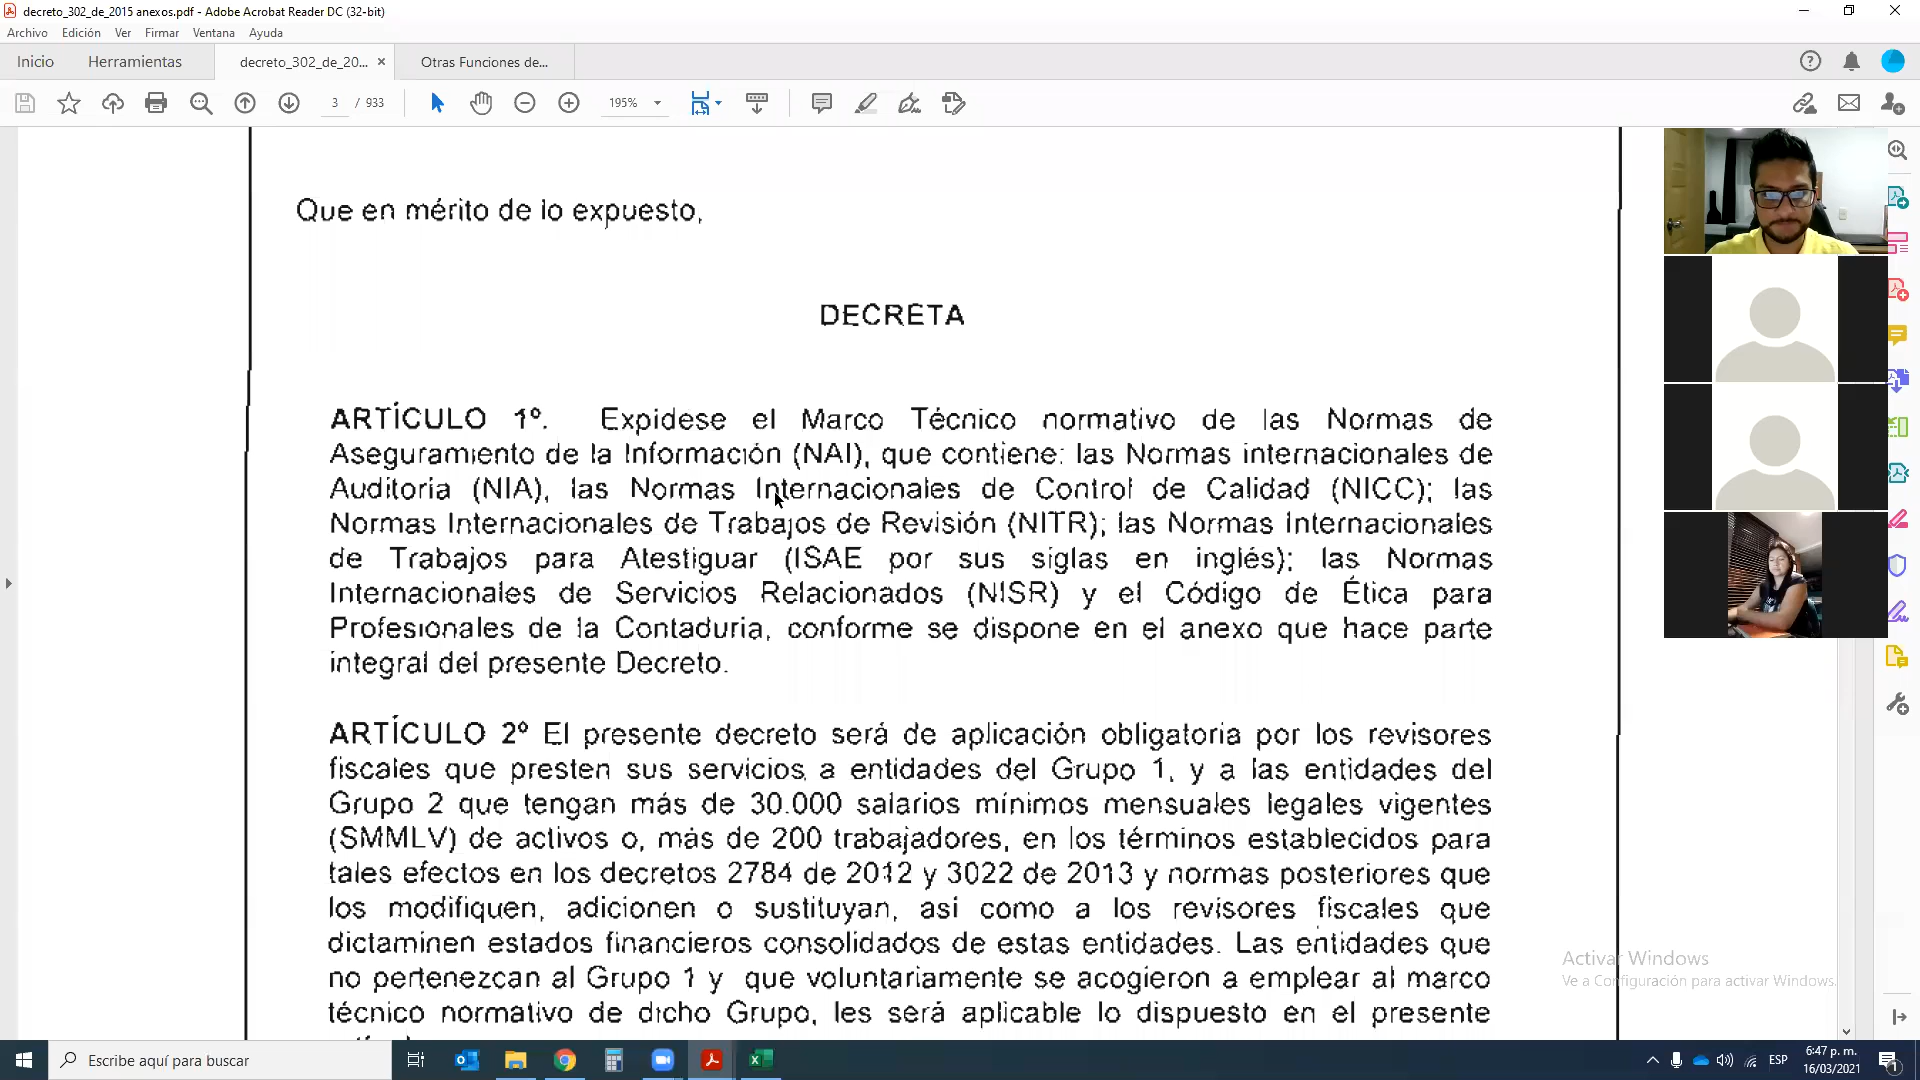 decreto_302_de_2015 anexos.pdf - Adobe Acrobat Reader DC (32-bit)
Archivo Edición Ver Firmar Ventana Ayuda
Inicio Herramientas decreto_302_de_20... × Otras Funciones de...
3 / 933 195%
Que en mérito de lo expuesto,
DECRETA
ARTÍCULO 1º. Expídese el Marco Técnico normativo de las Normas de
Aseguramiento de la Información (NAI), que contiene: las Normas internacionales de
Auditoría (NIA), las Normas Internacionales de Control de Calidad (NICC); las
Normas Internacionales de Trabajos de Revisión (NITR); las Normas Internacionales
de Trabajos para Atestiguar (ISAE por sus siglas en inglés); las Normas
Internacionales de Servicios Relacionados (NISR) y el Código de Ética para
Profesionales de la Contaduría, conforme se dispone en el anexo que hace parte
integral del presente Decreto.
ARTÍCULO 2º El presente decreto será de aplicación obligatoria por los revisores
fiscales que presten sus servicios a entidades del Grupo 1, y a las entidades del
Grupo 2 que tengan más de 30.000 salarios mínimos mensuales legales vigentes
(SMMLV) de activos o, más de 200 trabajadores, en los términos establecidos para
tales efectos en los decretos 2784 de 2012 y 3022 de 2013 y normas posteriores que
los modifiquen, adicionen o sustituyan, así como a los revisores fiscales que
dictaminen estados financieros consolidados de estas entidades. Las entidades que
no pertenezcan al Grupo 1 y que voluntariamente se acogieron a emplear al marco
técnico normativo de dicho Grupo, les será aplicable lo dispuesto en el presente
Activar Windows
Ve a Configuración para activar Windows.
Escribe aquí para buscar
ESP
6:47 p. m.
16/03/2021
1